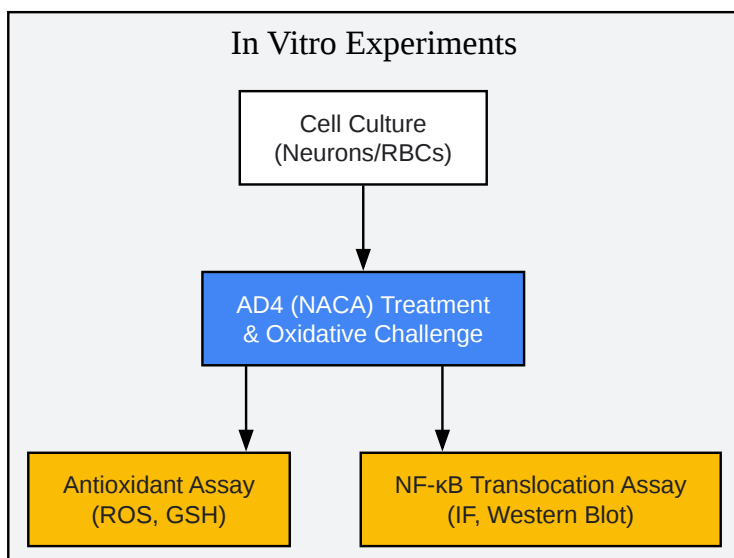 In Vitro Experiments
Cell Culture
(Neurons/RBCs)
AD4 (NACA) Treatment
& Oxidative Challenge
Antioxidant Assay
(ROS, GSH)
NF-κB Translocation Assay
(IF, Western Blot)